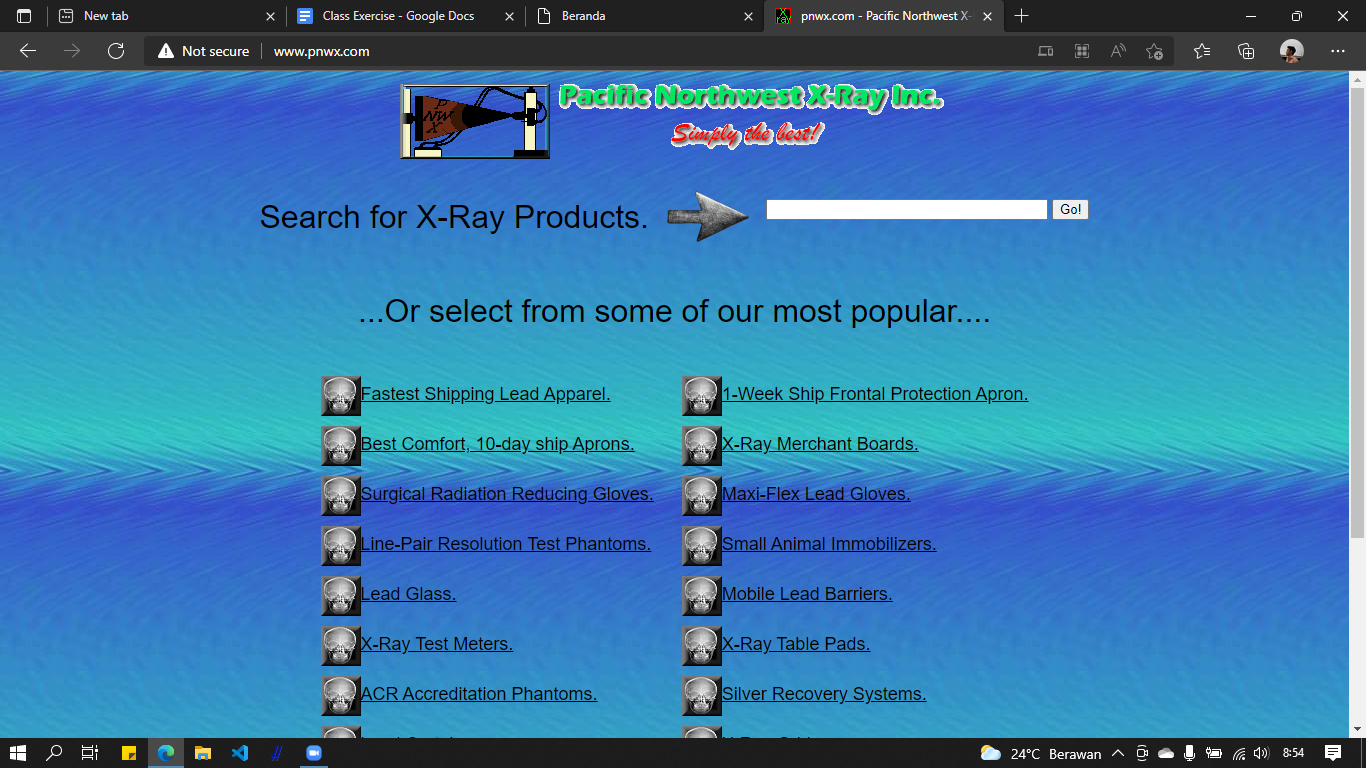 New tab
Class Exercise - Google Docs
Beranda
pnwx.com - Pacific Northwest X-
Not secure
www.pnwx.com
P
NW
X
Pacific Northwest X-Ray Inc.
Simply the best!
Search for X-Ray Products.
Go!
...Or select from some of our most popular....
Fastest Shipping Lead Apparel.
1-Week Ship Frontal Protection Apron.
Best Comfort, 10-day ship Aprons.
X-Ray Merchant Boards.
Surgical Radiation Reducing Gloves.
Maxi-Flex Lead Gloves.
Line-Pair Resolution Test Phantoms.
Small Animal Immobilizers.
Lead Glass.
Mobile Lead Barriers.
X-Ray Test Meters.
X-Ray Table Pads.
ACR Accreditation Phantoms.
Silver Recovery Systems.
24°C Berawan
8:54